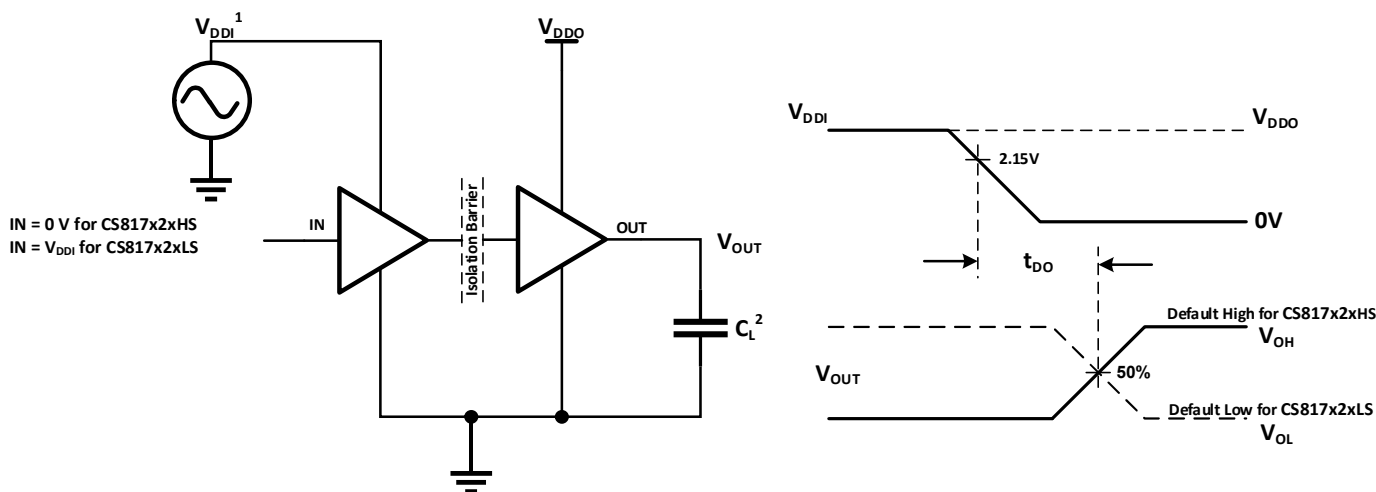 VDDI1
VDDO
IN = 0 V for CS817x2xHS
IN = VDDI for CS817x2xLS
IN
Isolation Barrier
OUT
VOUT
CL2
VDDI
VDDO
2.15V
0V
tDO
Default High for CS817x2xHS
VOH
VOUT
50%
Default Low for CS817x2xLS
VOL